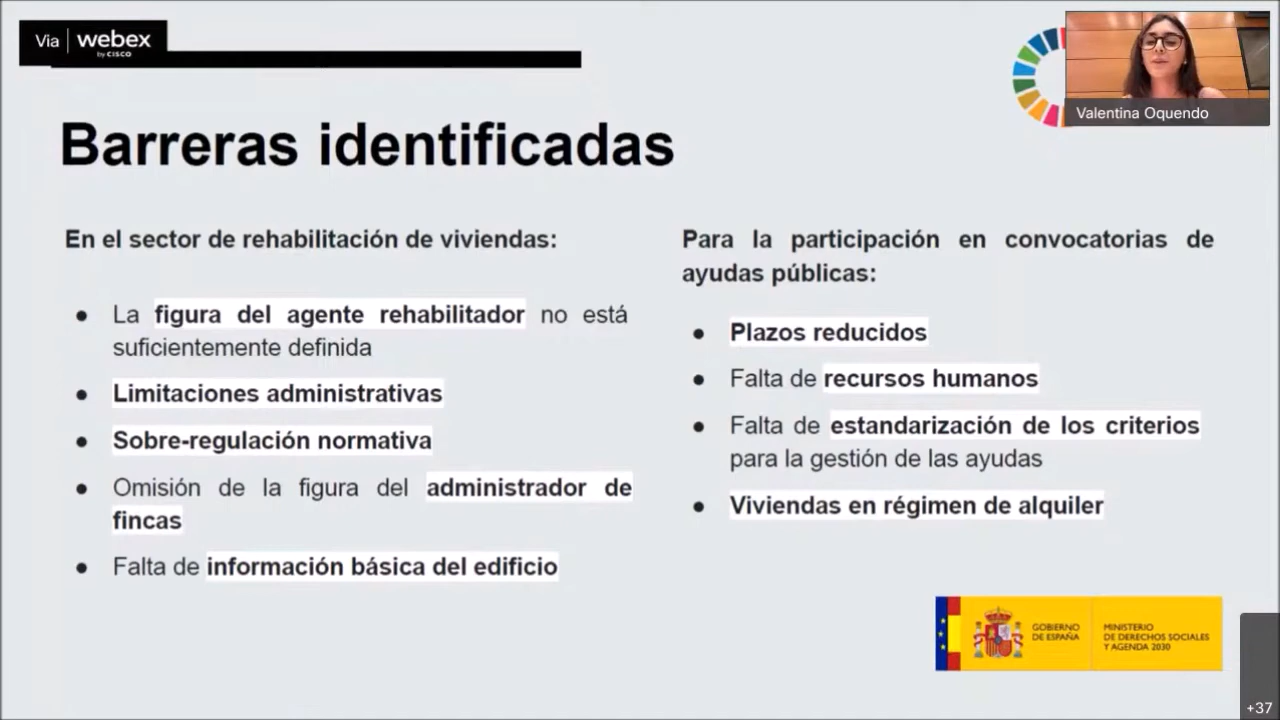 Via webex
by CISCO
Valentina Oquendo
Barreras identificadas
En el sector de rehabilitación de viviendas:
• La figura del agente rehabilitador no está
suficientemente definida
• Limitaciones administrativas
• Sobre-regulación normativa
• Omisión de la figura del administrador de
fincas
• Falta de información básica del edificio
Para la participación en convocatorias de
ayudas públicas:
• Plazos reducidos
• Falta de recursos humanos
• Falta de estandarización de los criterios
para la gestión de las ayudas
• Viviendas en régimen de alquiler
GOBIERNO
DE ESPAÑA
MINISTERIO
DE DERECHOS SOCIALES
Y AGENDA 2030
+37